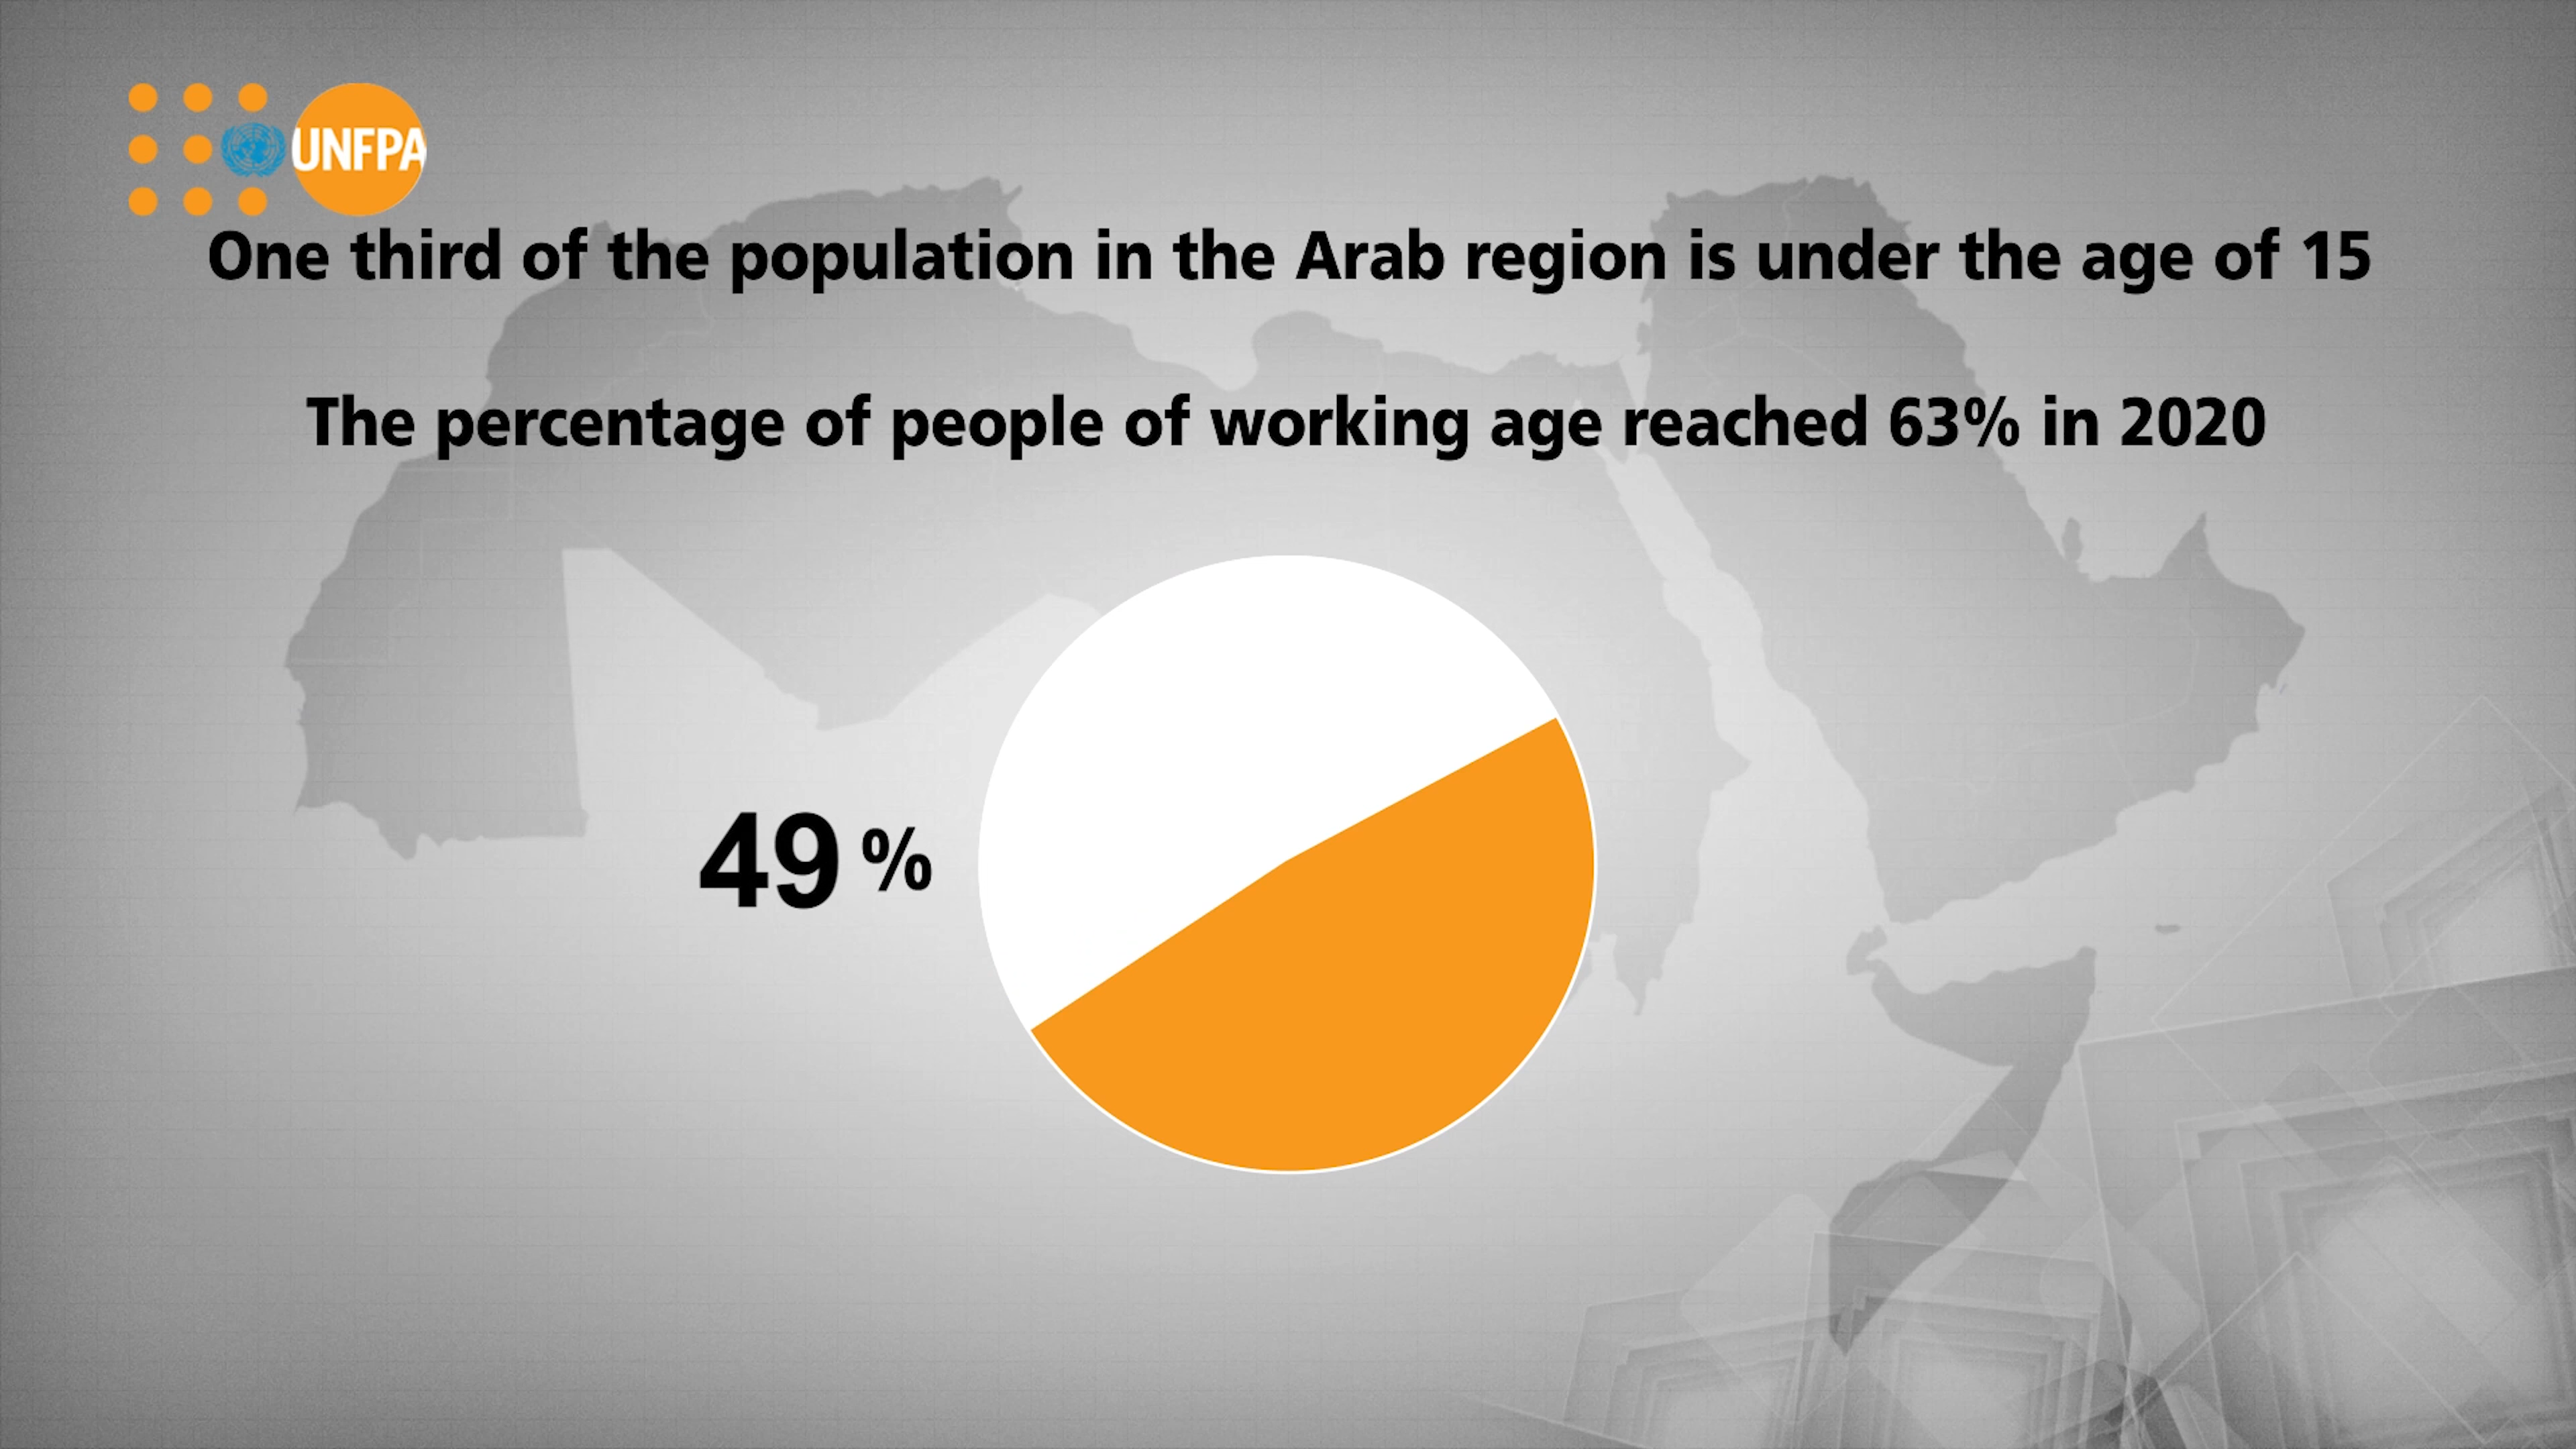 UNFPA
One third of the population in the Arab region is under the age of 15
The percentage of people of working age reached 63% in 2020
49 %